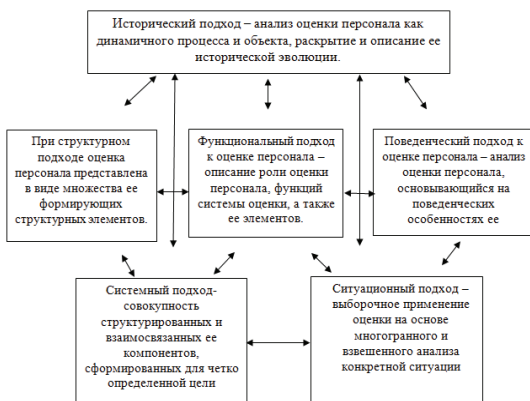 Исторический подход – анализ оценки персонала как
динамичного процесса и объекта, раскрытие и описание ее
исторической эволюции.
При структурном
подходе оценка
персонала представлена
в виде множества ее
формирующих
структурных элементов.
Функциональный подход
к оценке персонала –
описание роли оценки
персонала, функций
системы оценки, а также
ее элементов.
Поведенческий подход к
оценке персонала – анализ
оценки персонала,
основывающийся на
поведенческих
особенностях ее
Системный подход-
совокупность
структурированных и
взаимосвязанных ее
компонентов,
сформированных для четко
определенной цели
Ситуационный подход –
выборочное применение
оценки на основе
многогранного и
взвешенного анализа
конкретной ситуации